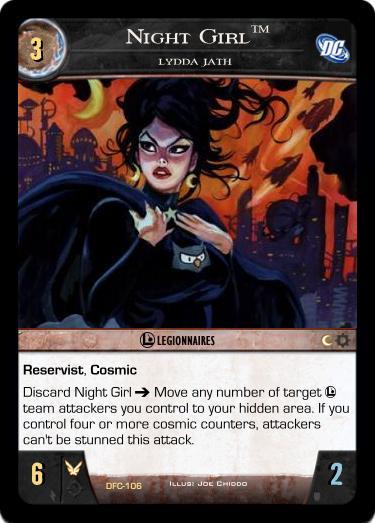 3
NIGHT GIRL™
DC
LYDDA JATH
L LEGIONNAIRES
Reservist, Cosmic
Discard Night Girl ➔ Move any number of target L
team attackers you control to your hidden area. If you
control four or more cosmic counters, attackers
can't be stunned this attack.
6
DFC-106
ILLUS: JOE CHIODO
2